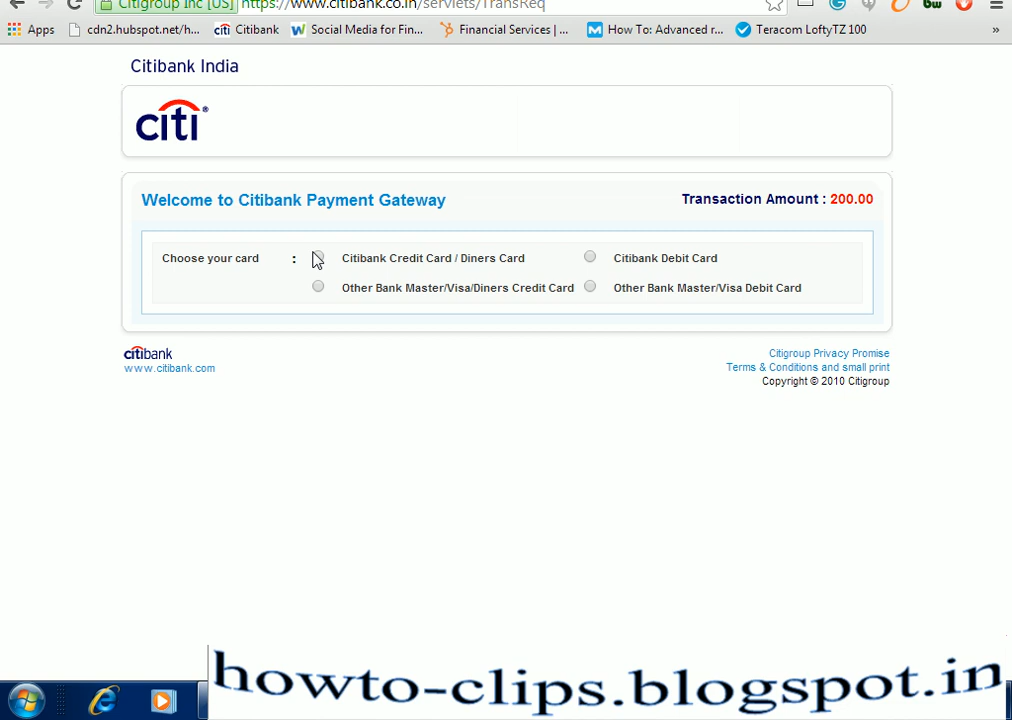 Citigroup Inc [US] https://www.citibank.co.in/servlets/TransReq
Apps cdn2.hubspot.net/h... citi Citibank Social Media for Fin... Financial Services | ... How To: Advanced r... Teracom LoftyTZ 100 »
Citibank India
citi®
Welcome to Citibank Payment Gateway Transaction Amount : 200.00
Choose your card : Citibank Credit Card / Diners Card Citibank Debit Card
Other Bank Master/Visa/Diners Credit Card Other Bank Master/Visa Debit Card
citibank Citigroup Privacy Promise
www.citibank.com Terms & Conditions and small print
Copyright © 2010 Citigroup
howto-clips.blogspot.in